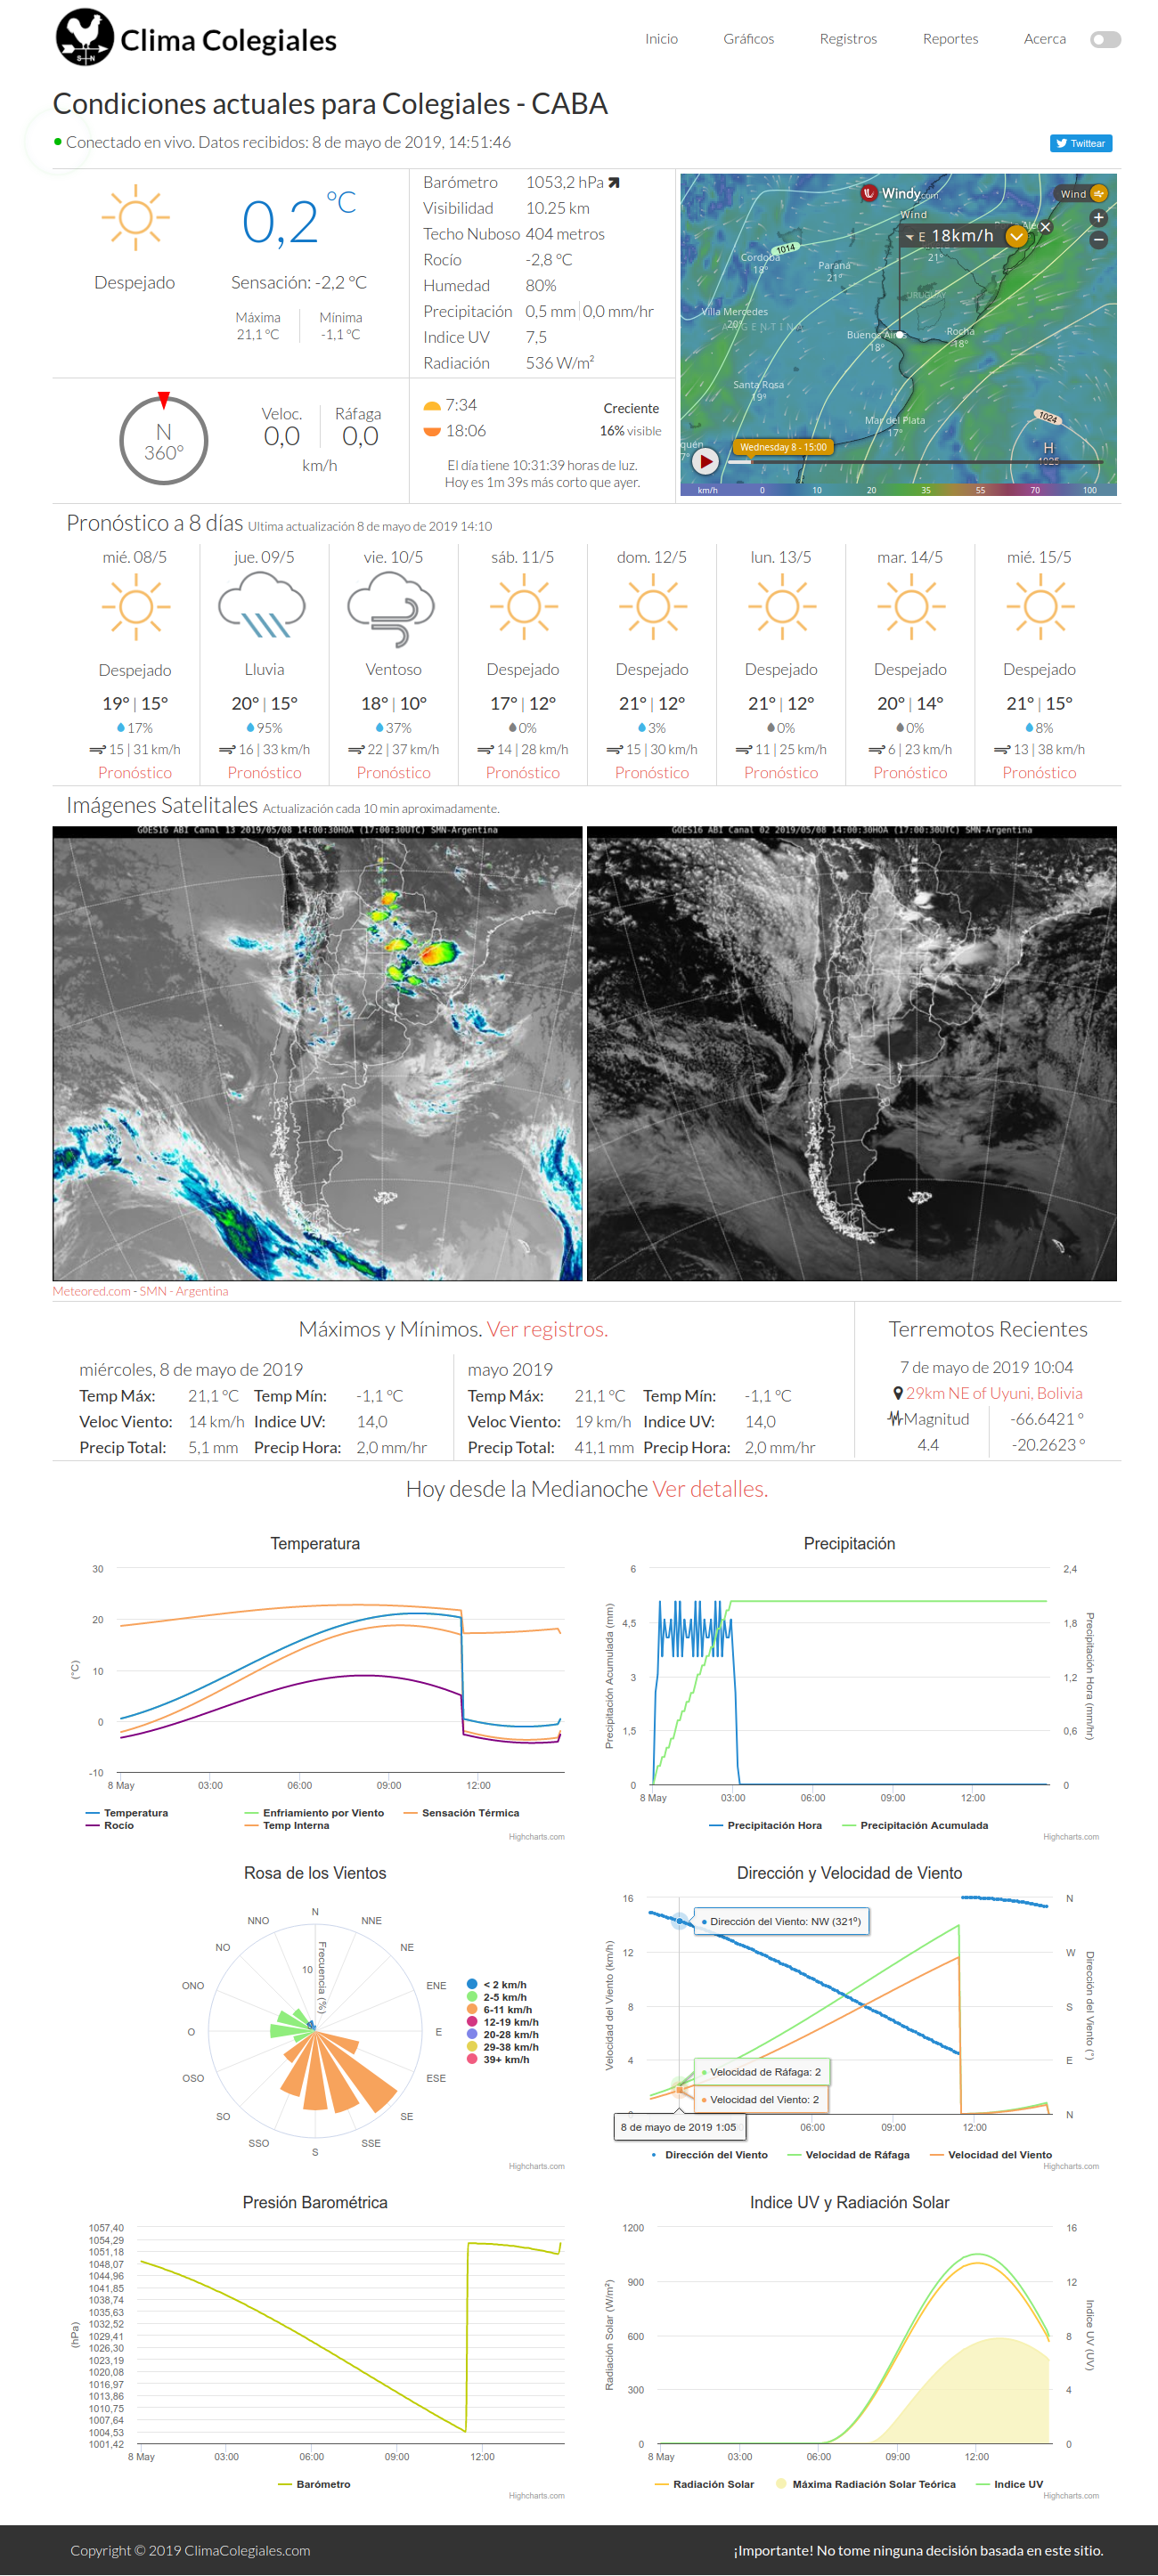 Clima Colegiales
Inicio Gráficos Registros Reportes Acerca
Condiciones actuales para Colegiales - CABA
Conectado en vivo. Datos recibidos: 8 de mayo de 2019, 14:51:46
Twittear
0,2 °C
Despejado
Sensación: -2,2 °C
Máxima Mínima
21,1 °C -1,1 °C
Barómetro 1053,2 hPa
Visibilidad 10.25 km
Techo Nuboso 404 metros
Rocío -2,8 °C
Humedad 80%
Precipitación 0,5 mm 0,0 mm/hr
Indice UV 7,5
Radiación 536 W/m²
Windy.com
Wind
Wind
E 18km/h
1014
Cordoba
18°
Paraná
21°
21°
URUGUAY
Villa Mercedes
20°
ARGENTINA
Buenos Aires
18°
Rocha
18°
Santa Rosa
19°
Mar del Plata
17°
1024
H
1025
quén
7°
Wednesday 8 - 15:00
km/h 0 10 20 35 55 70 100
N
360°
Veloc. Ráfaga
0,0 0,0
km/h
7:34
18:06
Creciente
16% visible
El día tiene 10:31:39 horas de luz.
Hoy es 1m 39s más corto que ayer.
Pronóstico a 8 días Ultima actualización 8 de mayo de 2019 14:10
mié. 08/5 jue. 09/5 vie. 10/5 sáb. 11/5 dom. 12/5 lun. 13/5 mar. 14/5 mié. 15/5
Despejado Lluvia Ventoso Despejado Despejado Despejado Despejado Despejado
19° | 15° 20° | 15° 18° | 10° 17° | 12° 21° | 12° 21° | 12° 20° | 14° 21° | 15°
17% 95% 37% 0% 3% 0% 0% 8%
15 | 31 km/h 16 | 33 km/h 22 | 37 km/h 14 | 28 km/h 15 | 30 km/h 11 | 25 km/h 6 | 23 km/h 13 | 38 km/h
Pronóstico Pronóstico Pronóstico Pronóstico Pronóstico Pronóstico Pronóstico Pronóstico
Imágenes Satelitales Actualización cada 10 min aproximadamente.
GOES16 ABI Canal 13 2019/05/08 14:00:30HOA (17:00:30UTC) SMN-Argentina
GOES16 ABI Canal 02 2019/05/08 14:00:30HOA (17:00:30UTC) SMN-Argentina
Meteored.com - SMN - Argentina
Máximos y Mínimos. Ver registros.
miércoles, 8 de mayo de 2019
Temp Máx: 21,1 °C Temp Mín: -1,1 °C
Veloc Viento: 14 km/h Indice UV: 14,0
Precip Total: 5,1 mm Precip Hora: 2,0 mm/hr
mayo 2019
Temp Máx: 21,1 °C Temp Mín: -1,1 °C
Veloc Viento: 19 km/h Indice UV: 14,0
Precip Total: 41,1 mm Precip Hora: 2,0 mm/hr
Terremotos Recientes
7 de mayo de 2019 10:04
29km NE of Uyuni, Bolivia
Magnitud -66.6421 °
4.4 -20.2623 °
Hoy desde la Medianoche Ver detalles.
Temperatura
(°C)
30
20
10
0
-10
8 May 03:00 06:00 09:00 12:00
Temperatura Enfriamiento por Viento Sensación Térmica
Rocío Temp Interna
Highcharts.com
Precipitación
Precipitación Acumulada (mm)
Precipitación Hora (mm/hr)
6 2,4
4,5 1,8
3 1,2
1,5 0,6
0 0
8 May 03:00 06:00 09:00 12:00
Precipitación Hora Precipitación Acumulada
Highcharts.com
Rosa de los Vientos
N
NNO NNE
NO NE
ONO ENE
O E
OSO ESE
SO SE
SSO SSE
S
10
Frecuencia (%)
< 2 km/h
2-5 km/h
6-11 km/h
12-19 km/h
20-28 km/h
29-38 km/h
39+ km/h
Highcharts.com
Dirección y Velocidad de Viento
Velocidad del Viento (km/h)
Dirección del Viento (°)
16 N
12 W
8 S
4 E
0 N
Dirección del Viento: NW (321º)
Velocidad de Ráfaga: 2
Velocidad del Viento: 2
8 de mayo de 2019 1:05
06:00 09:00 12:00
Dirección del Viento Velocidad de Ráfaga Velocidad del Viento
Highcharts.com
Presión Barométrica
(hPa)
1057,40
1054,29
1051,18
1048,07
1044,96
1041,85
1038,74
1035,63
1032,52
1029,41
1026,30
1023,19
1020,08
1016,97
1013,86
1010,75
1007,64
1004,53
1001,42
8 May 03:00 06:00 09:00 12:00
Barómetro
Highcharts.com
Indice UV y Radiación Solar
Radiación Solar (W/m²)
Indice UV (UV)
1200 16
900 12
600 8
300 4
0 0
8 May 03:00 06:00 09:00 12:00
Radiación Solar Máxima Radiación Solar Teórica Indice UV
Highcharts.com
Copyright © 2019 ClimaColegiales.com
¡Importante! No tome ninguna decisión basada en este sitio.